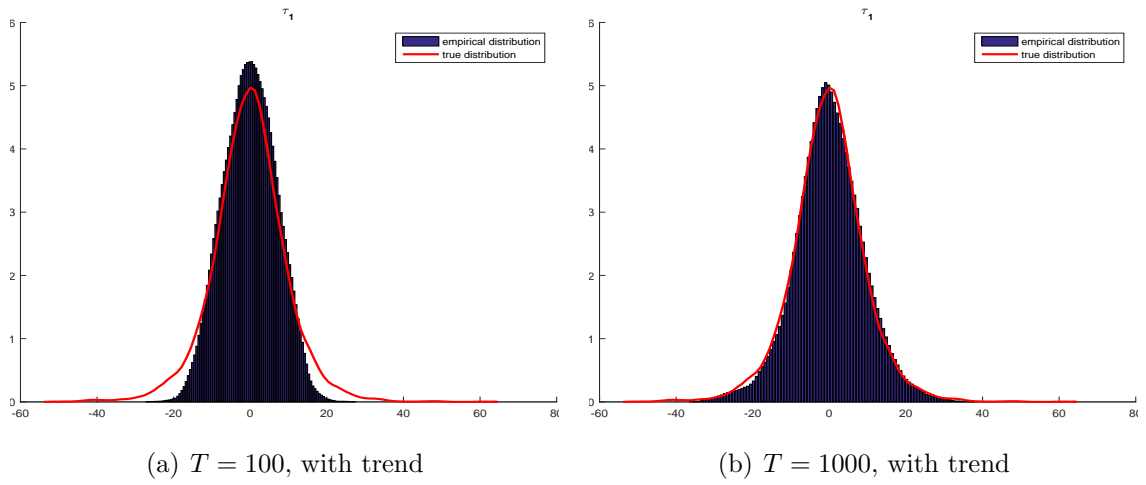 τ1
empirical distribution
true distribution
6
5
4
3
2
1
0
-60 -40 -20 0 20 40 60 80
(a) T = 100, with trend
τ1
empirical distribution
true distribution
6
5
4
3
2
1
0
-60 -40 -20 0 20 40 60 80
(b) T = 1000, with trend